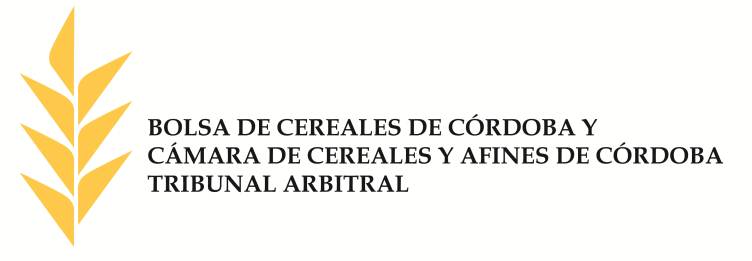 BOLSA DE CEREALES DE CÓRDOBA Y
CÁMARA DE CEREALES Y AFINES DE CÓRDOBA
TRIBUNAL ARBITRAL